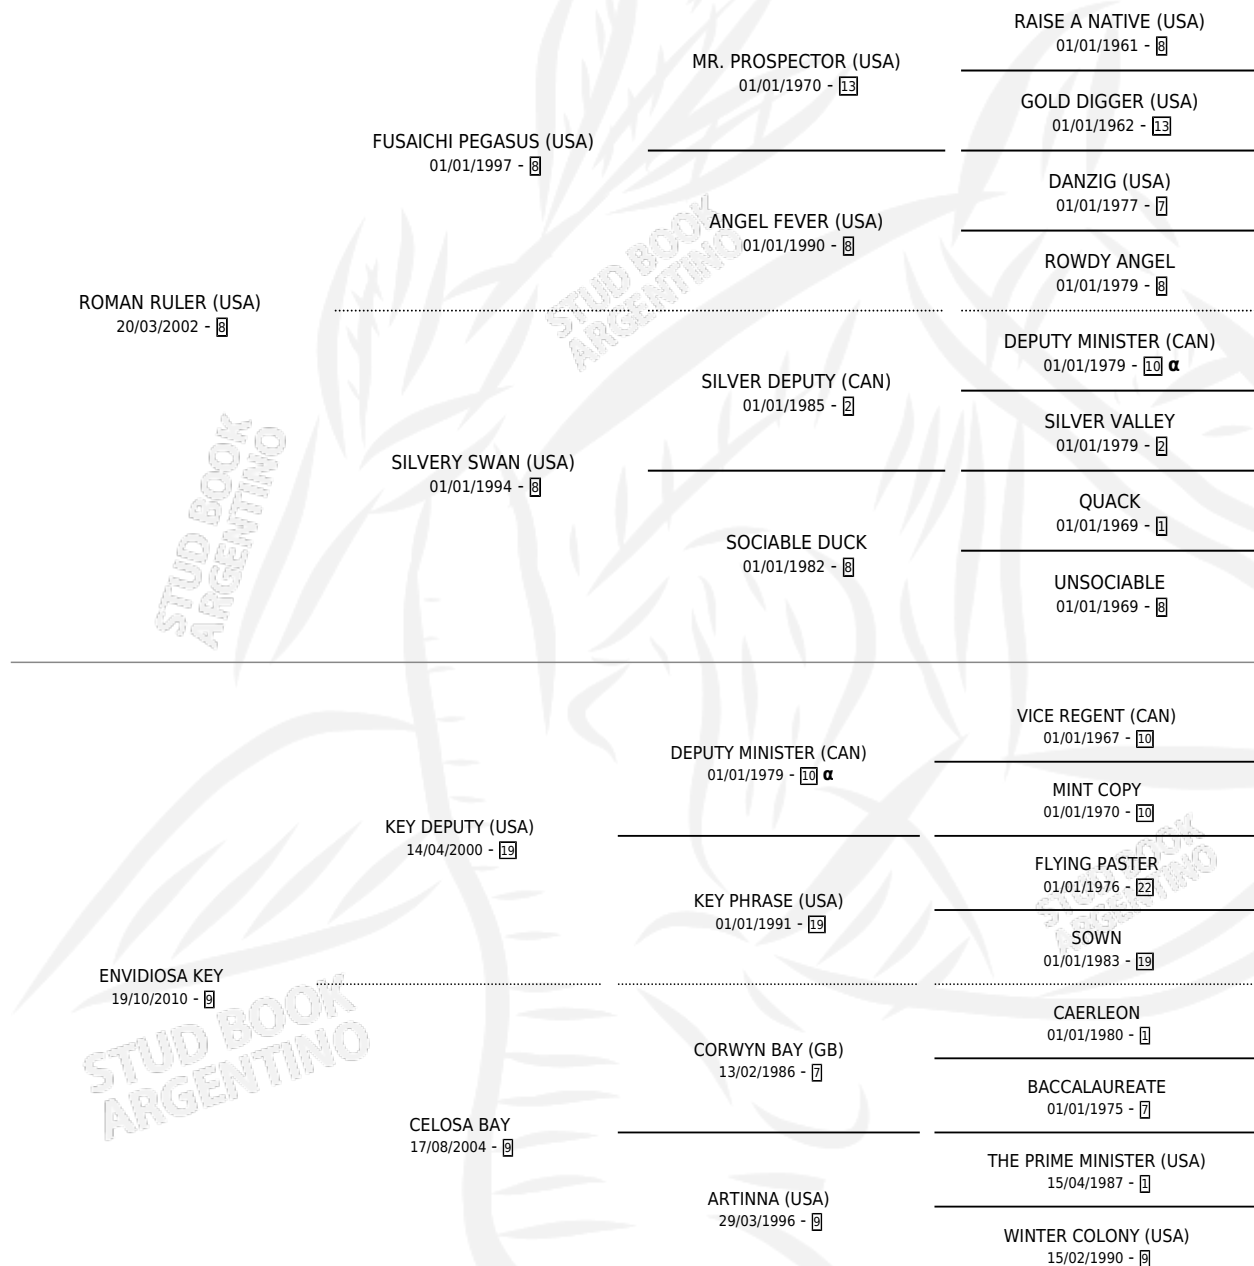 RAISE A NATIVE (USA)
01/01/1961 - 8
MR. PROSPECTOR (USA)
01/01/1970 - 13
GOLD DIGGER (USA)
01/01/1962 - 13
FUSAICHI PEGASUS (USA)
01/01/1997 - 8
DANZIG (USA)
01/01/1977 - 7
ANGEL FEVER (USA)
01/01/1990 - 8
ROWDY ANGEL
01/01/1979 - 8
STUD BOOK
ARGENTINO
ROMAN RULER (USA)
20/03/2002 - 8
DEPUTY MINISTER (CAN)
01/01/1979 - 10 α
SILVER DEPUTY (CAN)
01/01/1985 - 2
SILVER VALLEY
01/01/1979 - 2
SILVERY SWAN (USA)
01/01/1994 - 8
QUACK
01/01/1969 - 1
SOCIABLE DUCK
01/01/1982 - 8
UNSOCIABLE
01/01/1969 - 8
STUD BOOK
ARGENTINO
VICE REGENT (CAN)
01/01/1967 - 10
DEPUTY MINISTER (CAN)
01/01/1979 - 10 α
MINT COPY
01/01/1970 - 10
KEY DEPUTY (USA)
14/04/2000 - 19
FLYING PASTER
01/01/1976 - 22
KEY PHRASE (USA)
01/01/1991 - 19
SOWN
01/01/1983 - 19
STUD BOOK
ARGENTINO
ENVIDIOSA KEY
19/10/2010 - 9
CAERLEON
01/01/1980 - 1
CORWYN BAY (GB)
13/02/1986 - 7
BACCALAUREATE
01/01/1975 - 7
CELOSA BAY
17/08/2004 - 9
THE PRIME MINISTER (USA)
15/04/1987 - 1
ARTINNA (USA)
29/03/1996 - 9
WINTER COLONY (USA)
15/02/1990 - 9
STUD BOOK
ARGENTINO